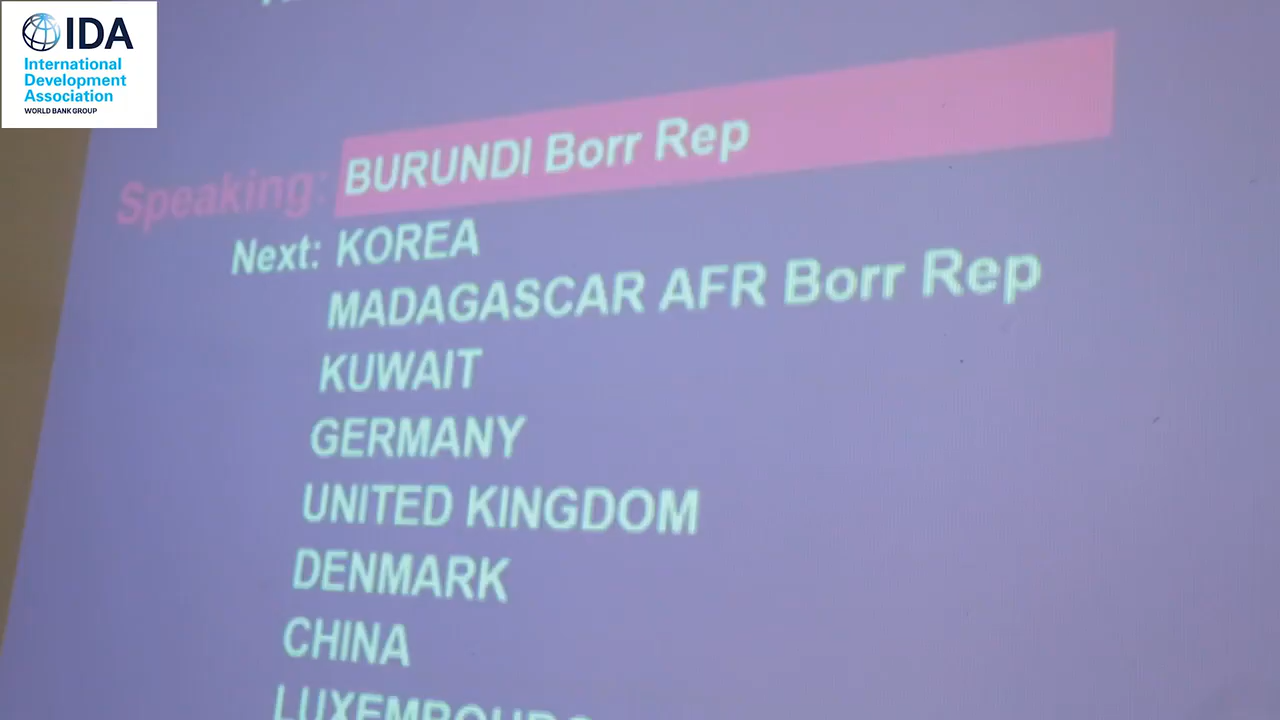 IDA
International
Development
Association
WORLD BANK GROUP
Speaking: BURUNDI Borr Rep
Next: KOREA
MADAGASCAR AFR Borr Rep
KUWAIT
GERMANY
UNITED KINGDOM
DENMARK
CHINA
LUXEMBOURG